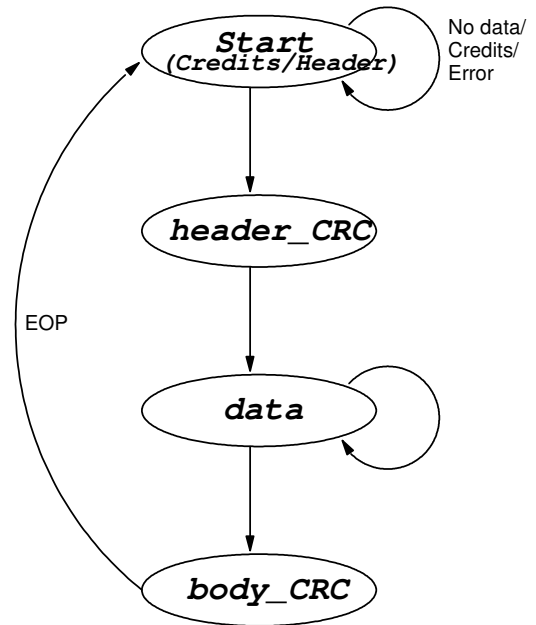 Start
(Credits/Header)
No data/
Credits/
Error
header_CRC
EOP
data
body_CRC